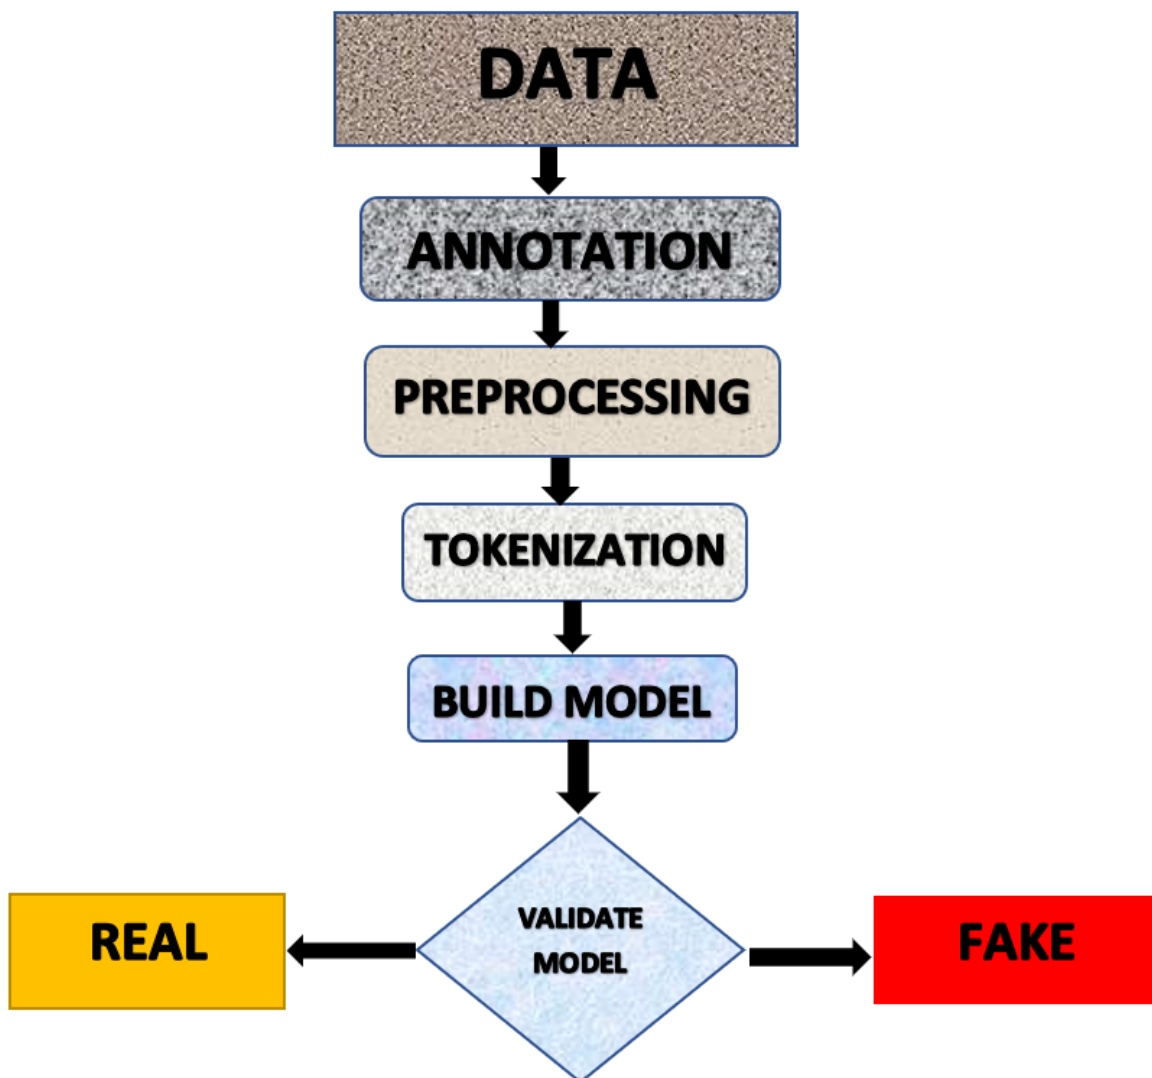 DATA
ANNOTATION
PREPROCESSING
TOKENIZATION
BUILD MODEL
VALIDATE
MODEL
REAL
FAKE